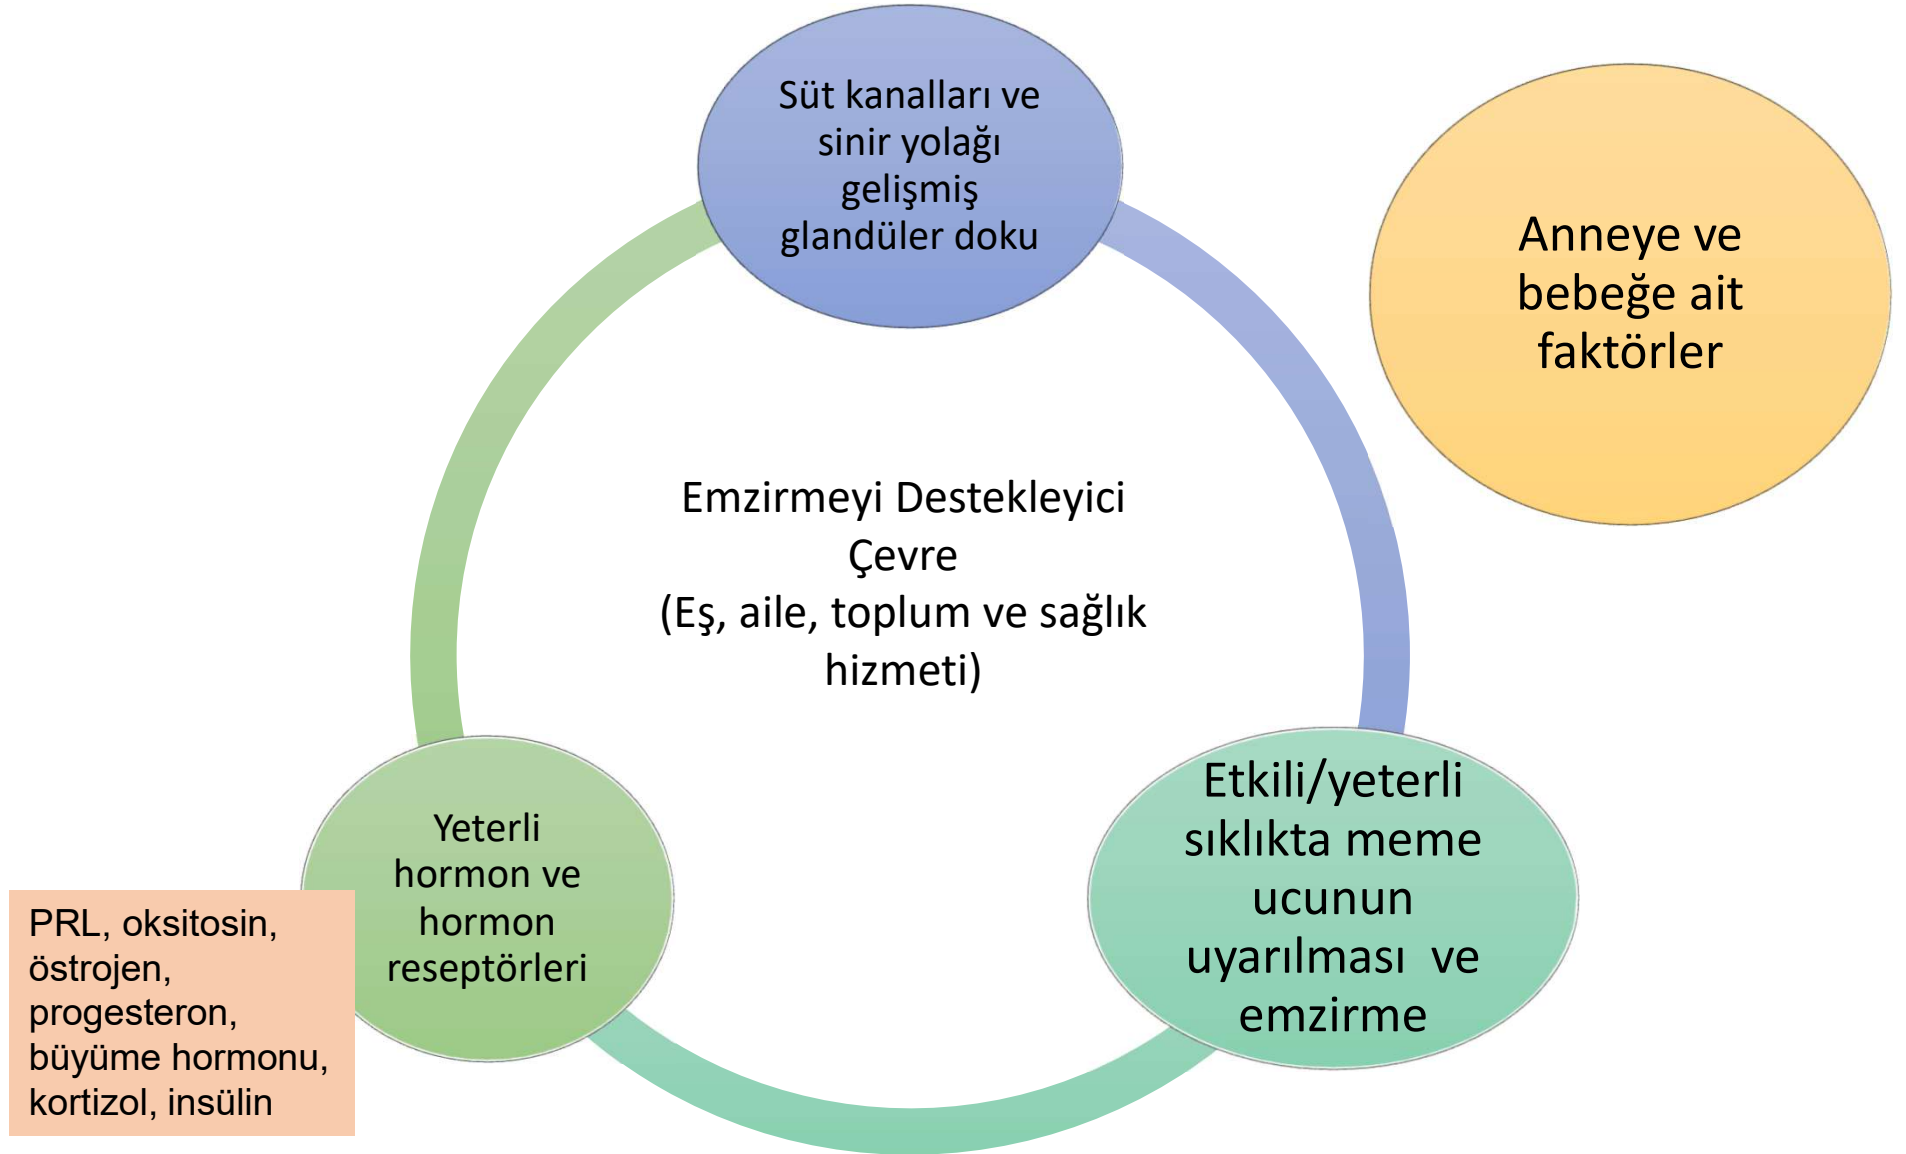 Süt kanalları ve
sinir yolağı
gelişmiş
glandüler doku
Anneye ve
bebeğe ait
faktörler
Emzirmeyi Destekleyici
Çevre
(Eş, aile, toplum ve sağlık
hizmeti)
Etkili/yeterli
sıklıkta meme
ucunun
uyarılması  ve
emzirme
Yeterli
hormon ve
hormon
reseptörleri
PRL, oksitosin,
östrojen,
progesteron,
büyüme hormonu,
kortizol, insülin